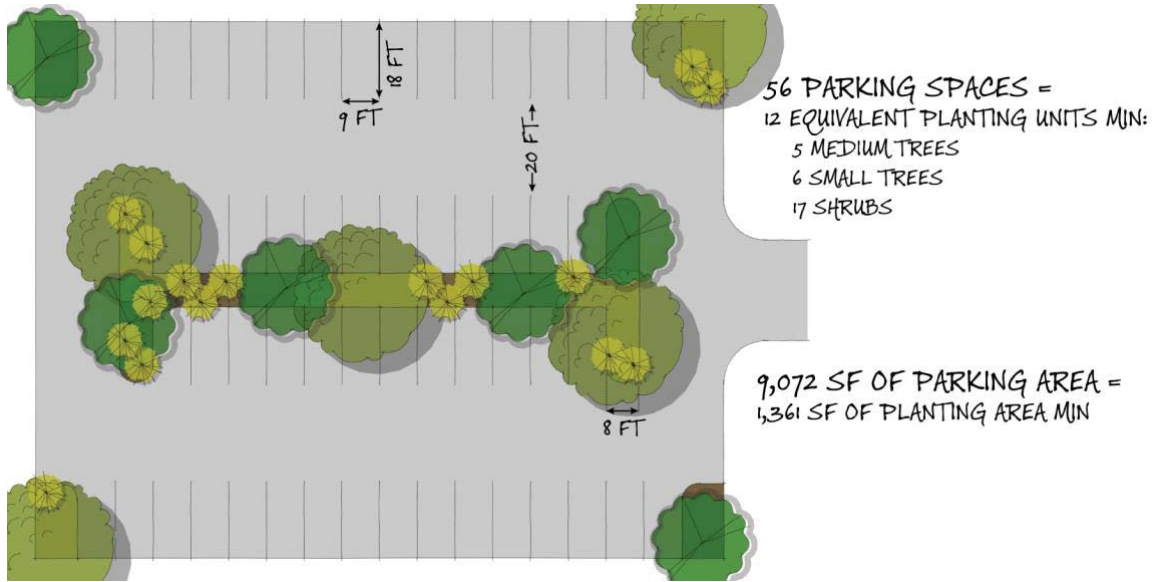 18 FT
9 FT
20 FT
56 PARKING SPACES =
12 EQUIVALENT PLANTING UNITS MIN:
5 MEDIUM TREES
6 SMALL TREES
17 SHRUBS
9,072 SF OF PARKING AREA =
1,361 SF OF PLANTING AREA MIN
8 FT